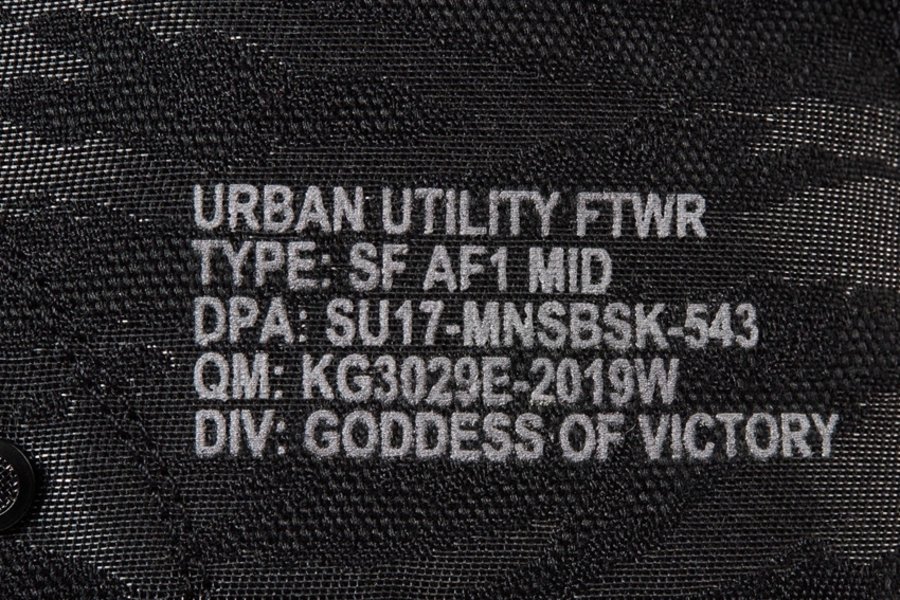 URBAN UTILITY FTWR
TYPE: SF AF1 MID
DPA: SU17-MNSBSK-543
QM: KG3029E-2019W
DIV: GODDESS OF VICTORY